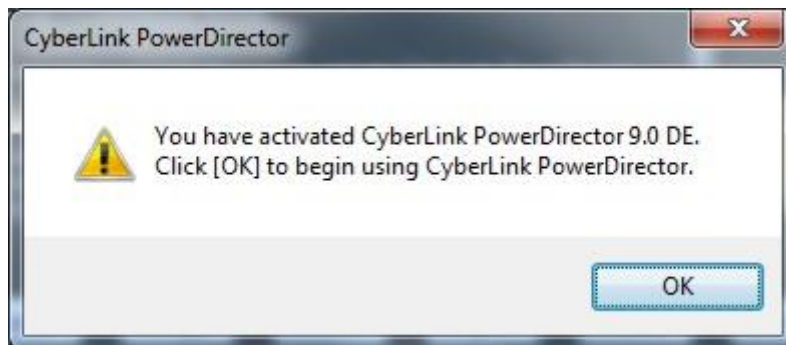 CyberLink PowerDirector
You have activated CyberLink PowerDirector 9.0 DE.
Click [OK] to begin using CyberLink PowerDirector.
OK